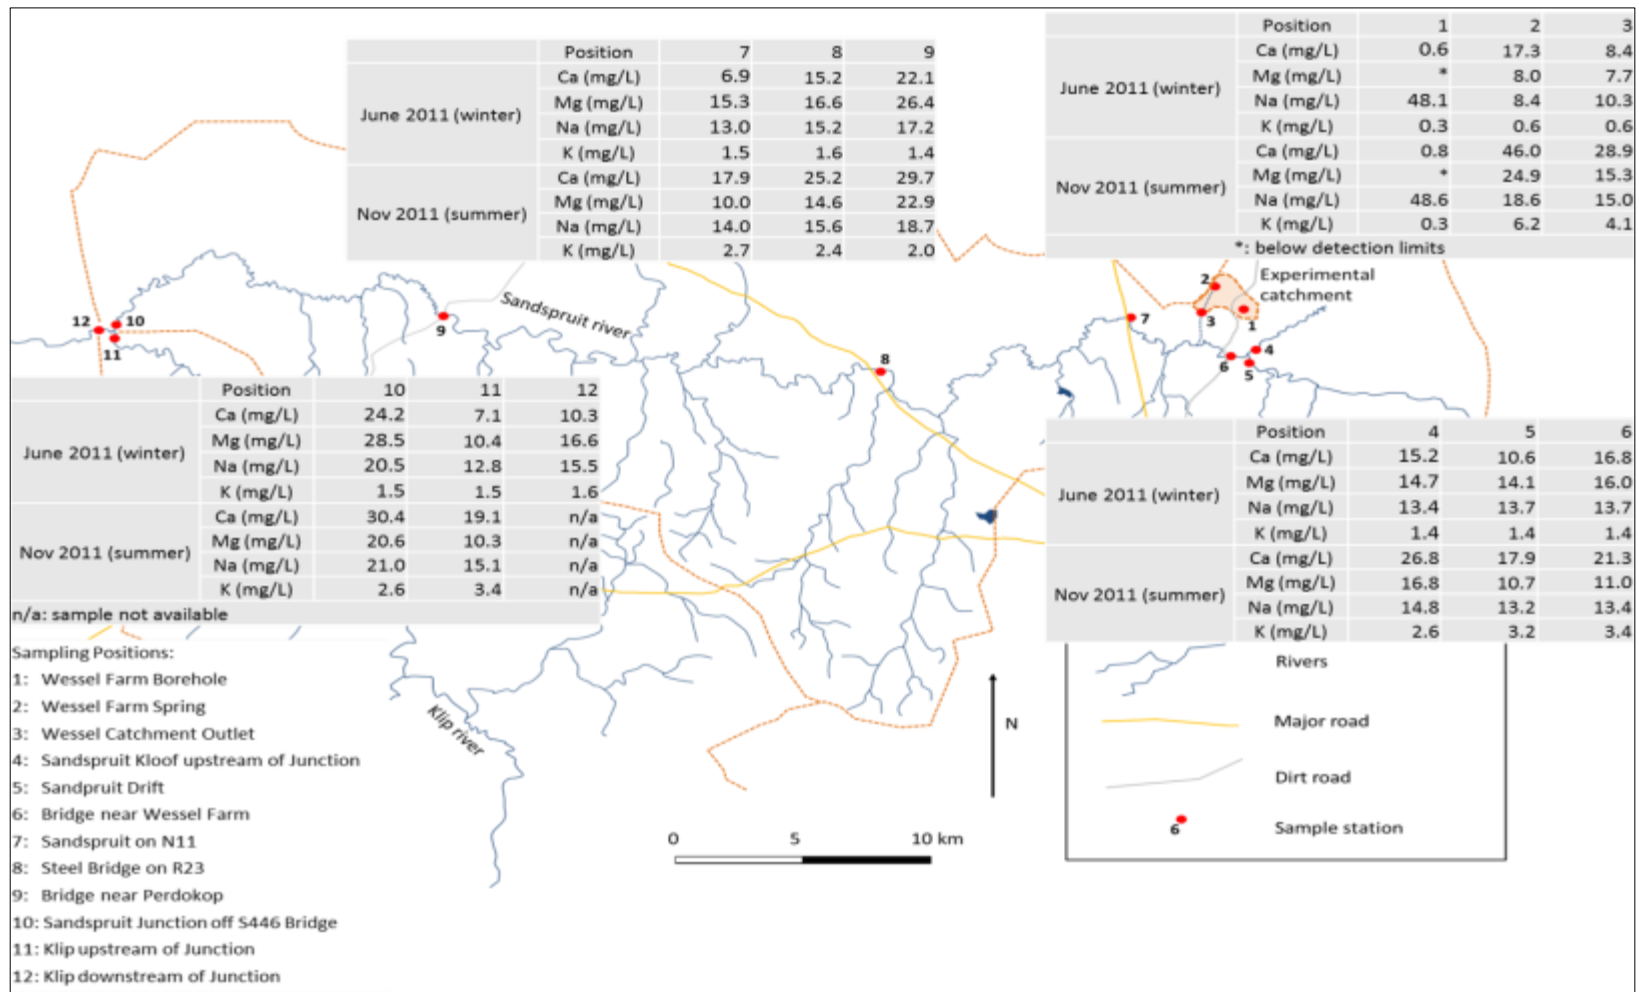 Position 7 8 9
June 2011 (winter)
Ca (mg/L) 6.9 15.2 22.1
Mg (mg/L) 15.3 16.6 26.4
Na (mg/L) 13.0 15.2 17.2
K (mg/L) 1.5 1.6 1.4
Nov 2011 (summer)
Ca (mg/L) 17.9 25.2 29.7
Mg (mg/L) 10.0 14.6 22.9
Na (mg/L) 14.0 15.6 18.7
K (mg/L) 2.7 2.4 2.0
Position 1 2 3
June 2011 (winter)
Ca (mg/L) 0.6 17.3 8.4
Mg (mg/L) * 8.0 7.7
Na (mg/L) 48.1 8.4 10.3
K (mg/L) 0.3 0.6 0.6
Nov 2011 (summer)
Ca (mg/L) 0.8 46.0 28.9
Mg (mg/L) * 24.9 15.3
Na (mg/L) 48.6 18.6 15.0
K (mg/L) 0.3 6.2 4.1
*: below detection limits
Experimental
catchment
Sandspruit river
2
3
1
7
4
6
5
8
9
12
10
11
Position 10 11 12
June 2011 (winter)
Ca (mg/L) 24.2 7.1 10.3
Mg (mg/L) 28.5 10.4 16.6
Na (mg/L) 20.5 12.8 15.5
K (mg/L) 1.5 1.5 1.6
Nov 2011 (summer)
Ca (mg/L) 30.4 19.1 n/a
Mg (mg/L) 20.6 10.3 n/a
Na (mg/L) 21.0 15.1 n/a
K (mg/L) 2.6 3.4 n/a
n/a: sample not available
Position 4 5 6
June 2011 (winter)
Ca (mg/L) 15.2 10.6 16.8
Mg (mg/L) 14.7 14.1 16.0
Na (mg/L) 13.4 13.7 13.7
K (mg/L) 1.4 1.4 1.4
Nov 2011 (summer)
Ca (mg/L) 26.8 17.9 21.3
Mg (mg/L) 16.8 10.7 11.0
Na (mg/L) 14.8 13.2 13.4
K (mg/L) 2.6 3.2 3.4
Sampling Positions:
1: Wessel Farm Borehole
2: Wessel Farm Spring
3: Wessel Catchment Outlet
4: Sandspruit Kloof upstream of Junction
5: Sandpruit Drift
6: Bridge near Wessel Farm
7: Sandspruit on N11
8: Steel Bridge on R23
9: Bridge near Perdokop
10: Sandspruit Junction off S446 Bridge
11: Klip upstream of Junction
12: Klip downstream of Junction
Klip river
N
0 5 10 km
Rivers
Major road
Dirt road
6 Sample station